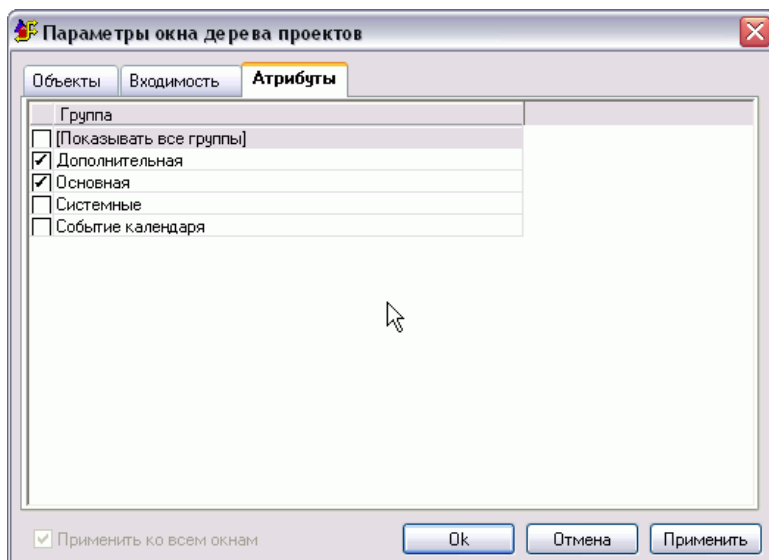 Параметры окна дерева проектов
Объекты Входимость Атрибуты
Группа
[Показывать все группы]
Дополнительная
Основная
Системные
Событие календаря
Применить ко всем окнам Ok Отмена Применить